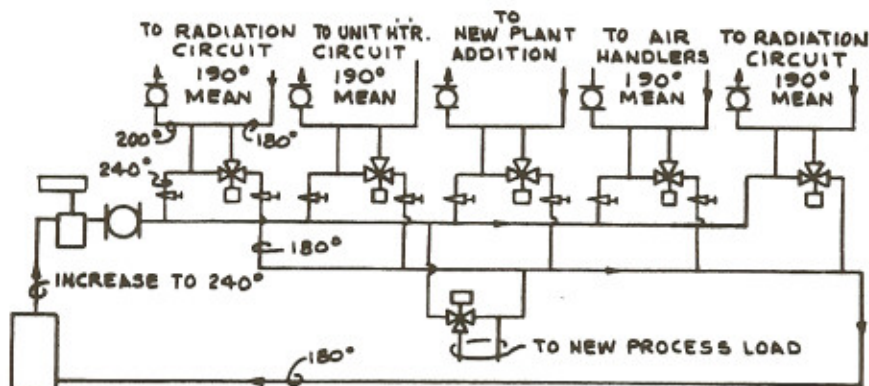 TO RADIATION
CIRCUIT
190°
MEAN
TO UNIT HTR.
CIRCUIT
190°
MEAN
TO
NEW PLANT
ADDITION
TO AIR
HANDLERS
190°
MEAN
TO RADIATION
CIRCUIT
190°
MEAN
200°
180°
240°
180°
INCREASE TO 240°
TO NEW PROCESS LOAD
180°